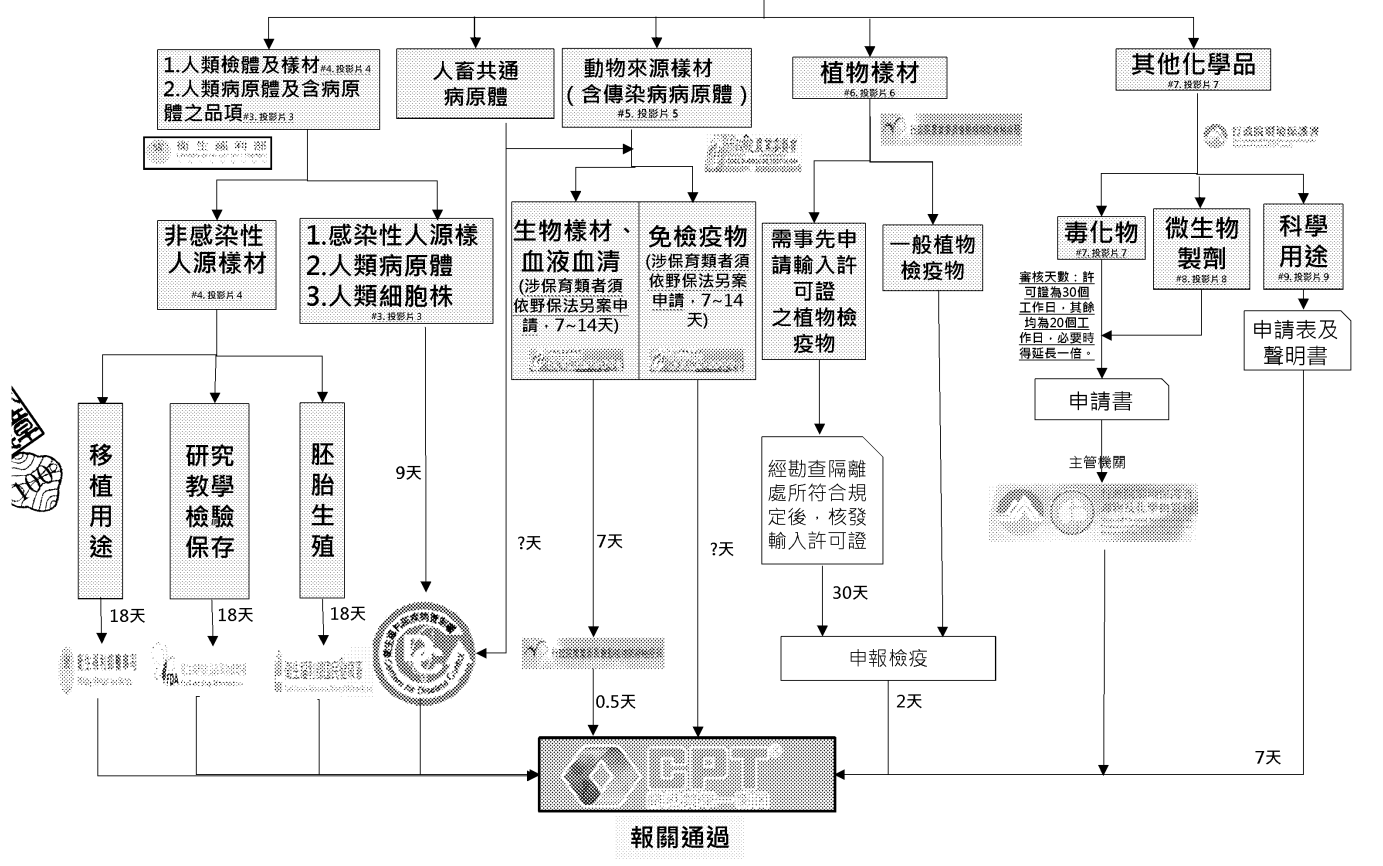 1.人類檢體及樣材#4. 投影片 4
2.人類病原體及含病原
體之品項#3. 投影片 3
人畜共通
病原體
動物來源樣材
(含傳染病病原體)
#5. 投影片 5
植物樣材
#6. 投影片 6
其他化學品
#7. 投影片 7
衛生福利部
行政院環境保護署
非感染性
人源樣材
#4. 投影片 4
1.感染性人源樣
2.人類病原體
3.人類細胞株
#3. 投影片 3
生物樣材、
血液血清
(涉保育類者須
依野保法另案申
請，7~14天)
免檢疫物
(涉保育類者須
依野保法另案
申請，7~14
天)
需事先申
請輸入許
可證
之植物檢
疫物
一般植物
檢疫物
毒化物
#7. 投影片 7
審核天數：許
可證為30個
工作日，其餘
均為20個工
作日，必要時
得延長一倍。
微生物
製劑
#8. 投影片 8
科學
用途
#9. 投影片 9
申請表及
聲明書
申請書
主管機關
移植用途
研究
教學
檢驗
保存
胚胎生殖
9天
?天
7天
?天
經勘查隔離
處所符合規
定後，核發
輸入許可證
30天
18天
18天
18天
FDA
100
申報檢疫
0.5天
2天
7天
CPT
報關通過